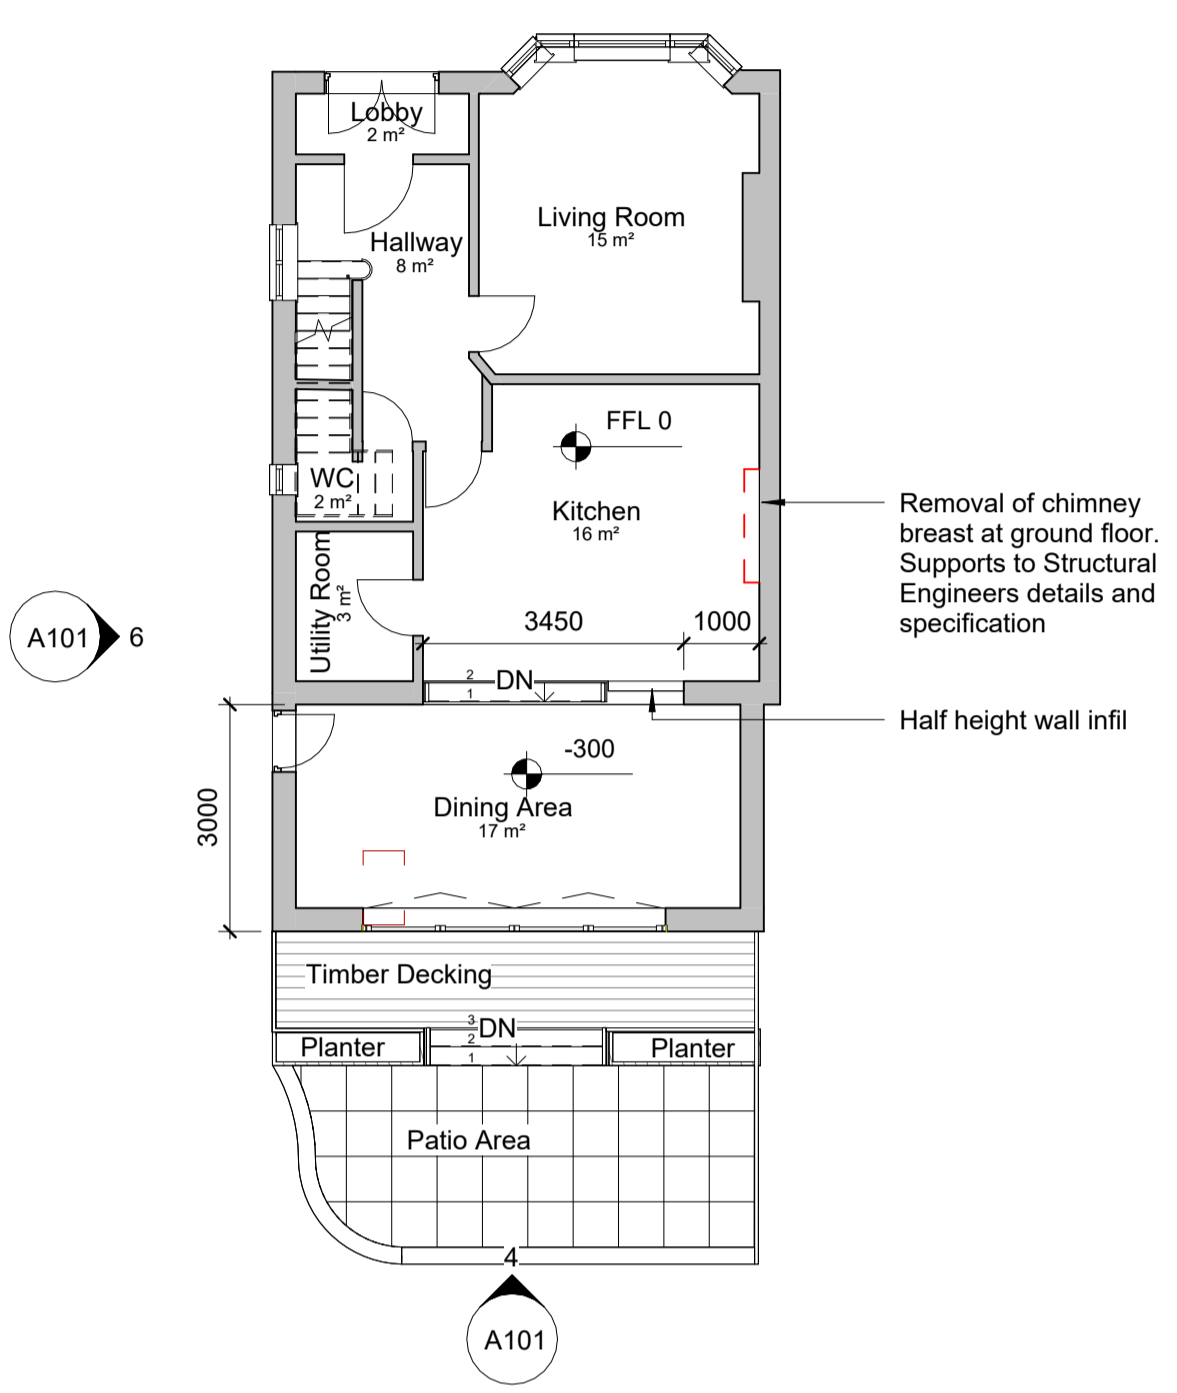 Lobby
2 m²
Living Room
15 m²
Hallway
8 m²
FFL 0
WC
2 m²
Kitchen
16 m²
Removal of chimney
breast at ground floor.
Supports to Structural
Engineers details and
specification
Utility Room
3 m²
A101
6
3450
1000
2
1
DN
Half height wall infil
-300
3000
Dining Area
17 m²
Timber Decking
3
2
1
DN
Planter
Planter
Patio Area
4
A101